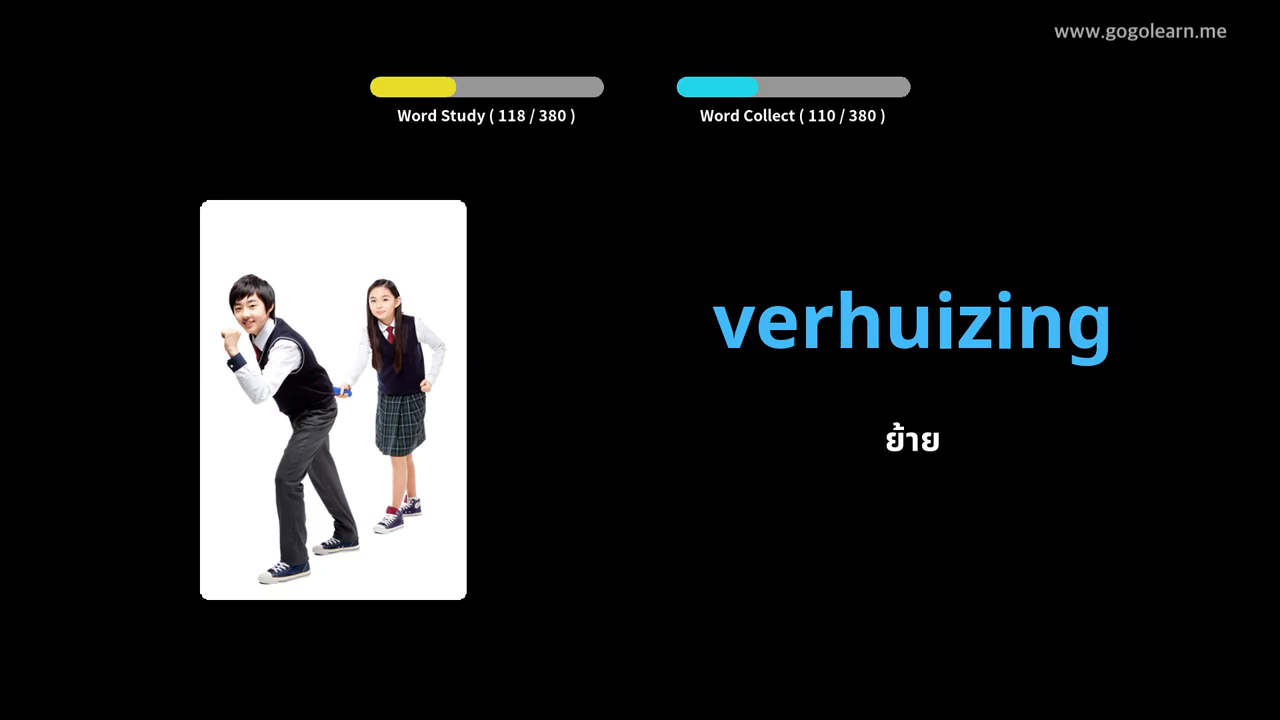 www.gogolearn.me
Word Study ( 118 / 380 )
Word Collect ( 110 / 380 )
verhuizing
ย้าย